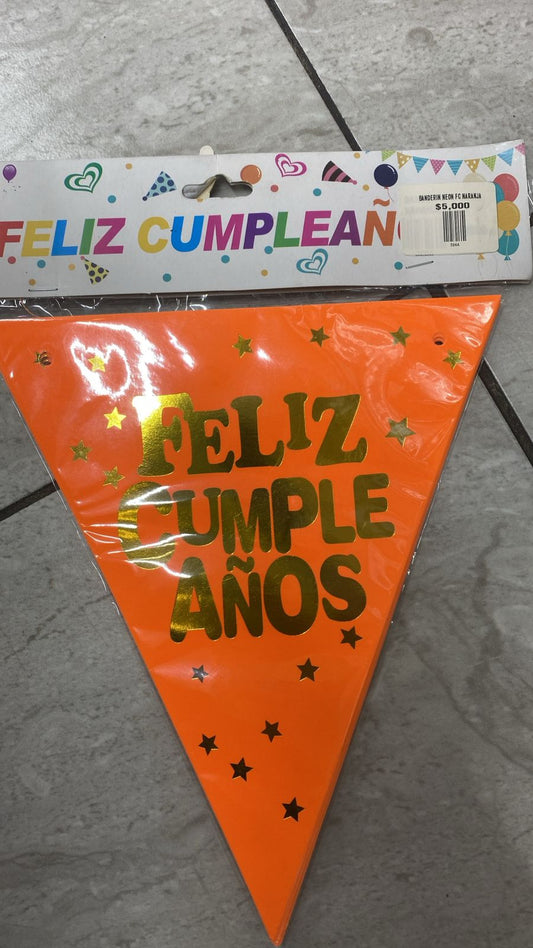 FELIZ CUMPLEAÑ
BANDERIN NEON FC NARANJA
$5,000
FELIZ
CUMPLE
AÑOS